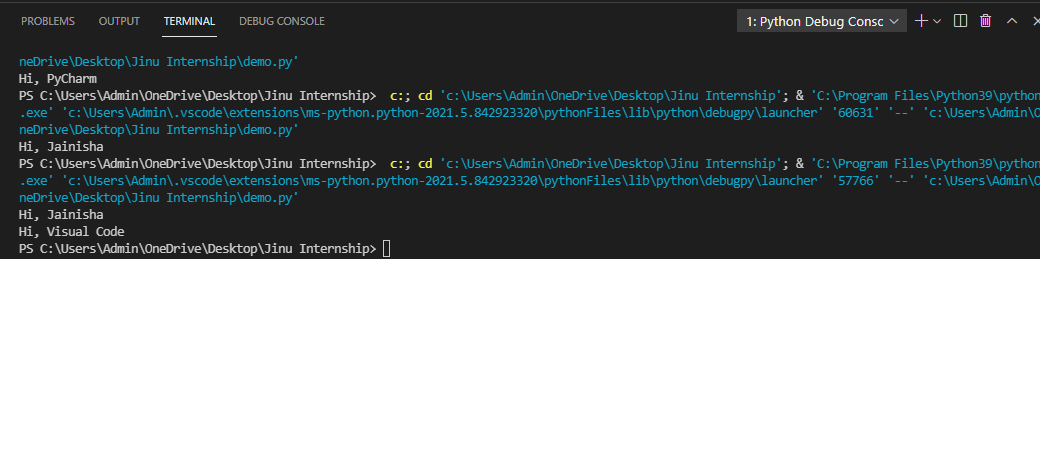 PROBLEMS OUTPUT TERMINAL DEBUG CONSOLE 1: Python Debug Consc
neDrive\Desktop\Jinu Internship\demo.py'
Hi, PyCharm
PS C:\Users\Admin\OneDrive\Desktop\Jinu Internship>  c:; cd 'c:\Users\Admin\OneDrive\Desktop\Jinu Internship'; & 'C:\Program Files\Python39\python
.exe' 'c:\Users\Admin\.vscode\extensions\ms-python.python-2021.5.842923320\pythonFiles\lib\python\debugpy\launcher' '60631' '--' 'c:\Users\Admin\O
neDrive\Desktop\Jinu Internship\demo.py'
Hi, Jainisha
PS C:\Users\Admin\OneDrive\Desktop\Jinu Internship>  c:; cd 'c:\Users\Admin\OneDrive\Desktop\Jinu Internship'; & 'C:\Program Files\Python39\python
.exe' 'c:\Users\Admin\.vscode\extensions\ms-python.python-2021.5.842923320\pythonFiles\lib\python\debugpy\launcher' '57766' '--' 'c:\Users\Admin\O
neDrive\Desktop\Jinu Internship\demo.py'
Hi, Jainisha
Hi, Visual Code
PS C:\Users\Admin\OneDrive\Desktop\Jinu Internship>